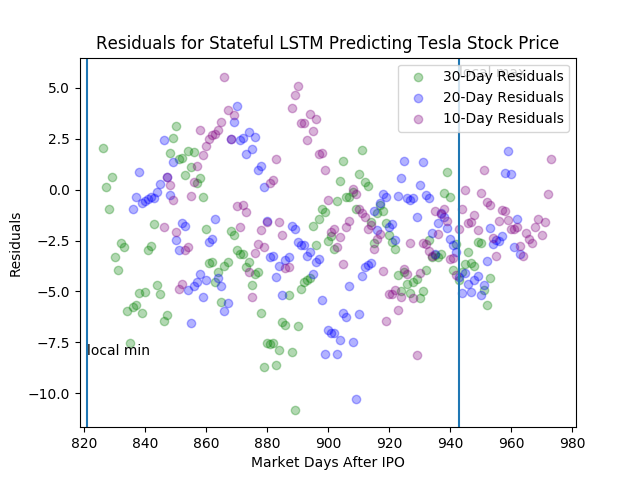 Residuals for Stateful LSTM Predicting Tesla Stock Price
30-Day Residuals
20-Day Residuals
10-Day Residuals
local min
5.0
2.5
0.0
−2.5
−5.0
−7.5
−10.0
Residuals
820 840 860 880 900 920 940 960 980
Market Days After IPO